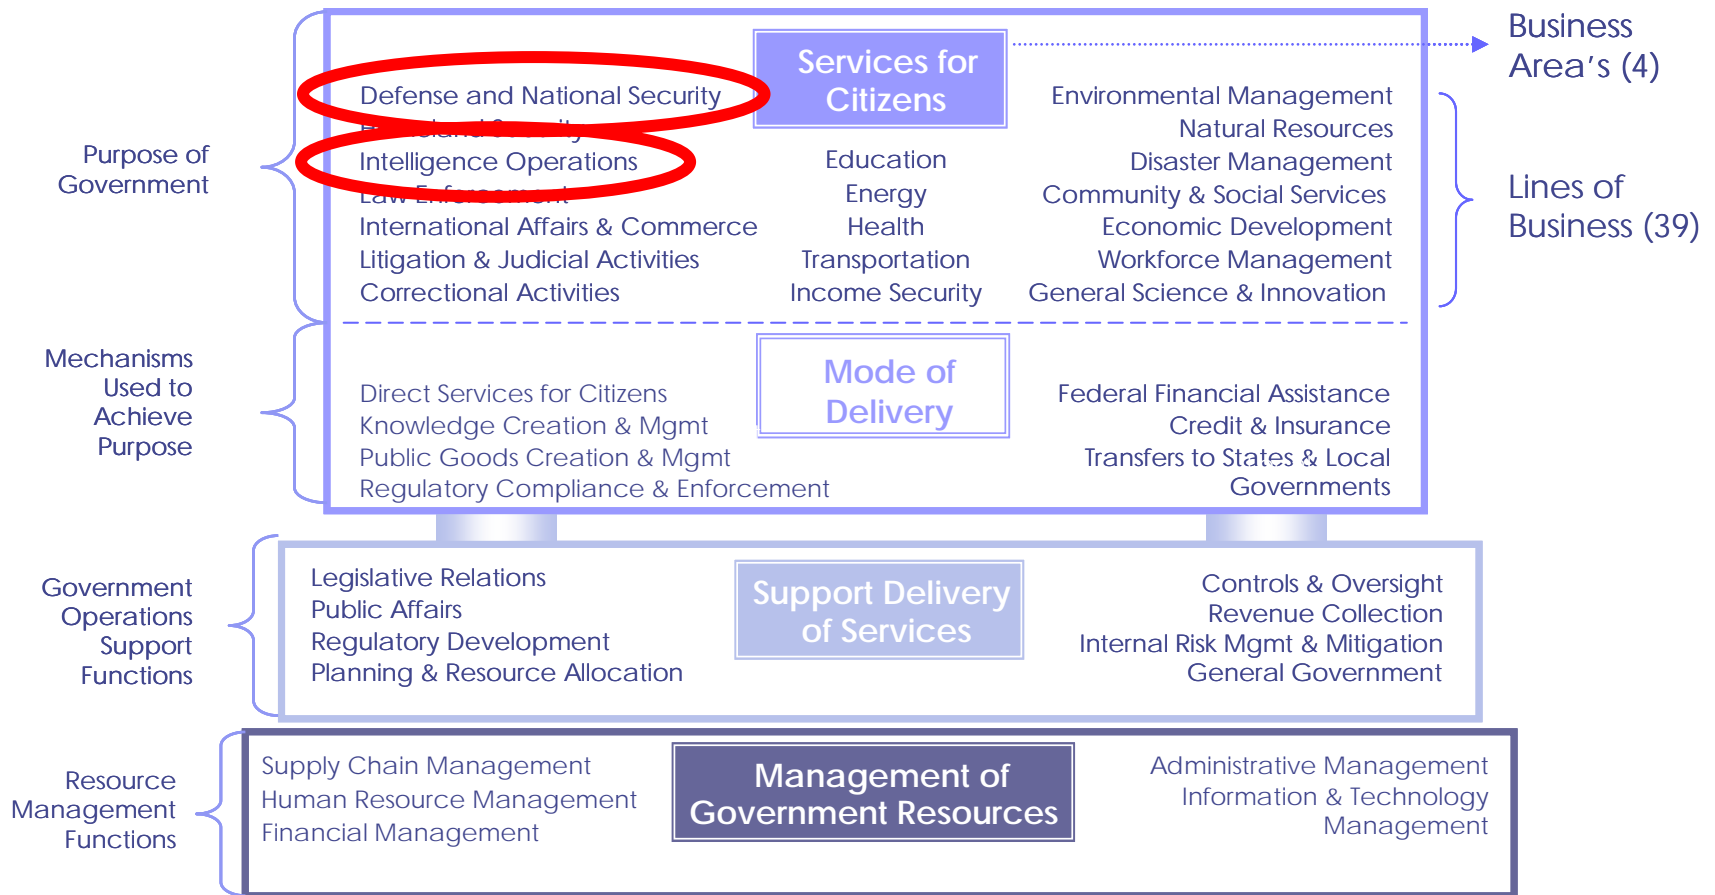 Business
Area's (4)
Services for
Citizens
Purpose of
Government
Defense and National Security
Homeland Security
Intelligence Operations
Law Enforcement
International Affairs & Commerce
Litigation & Judicial Activities
Correctional Activities
Education
Energy
Health
Transportation
Income Security
Environmental Management
Natural Resources
Disaster Management
Community & Social Services
Economic Development
Workforce Management
General Science & Innovation
Lines of
Business (39)
Mechanisms
Used to
Achieve
Purpose
Mode of
Delivery
Direct Services for Citizens
Knowledge Creation & Mgmt
Public Goods Creation & Mgmt
Regulatory Compliance & Enforcement
Federal Financial Assistance
Credit & Insurance
Transfers to States & Local
Governments
Government
Operations
Support
Functions
Legislative Relations
Public Affairs
Regulatory Development
Planning & Resource Allocation
Support Delivery
of Services
Controls & Oversight
Revenue Collection
Internal Risk Mgmt & Mitigation
General Government
Resource
Management
Functions
Supply Chain Management
Human Resource Management
Financial Management
Management of
Government Resources
Administrative Management
Information & Technology
Management